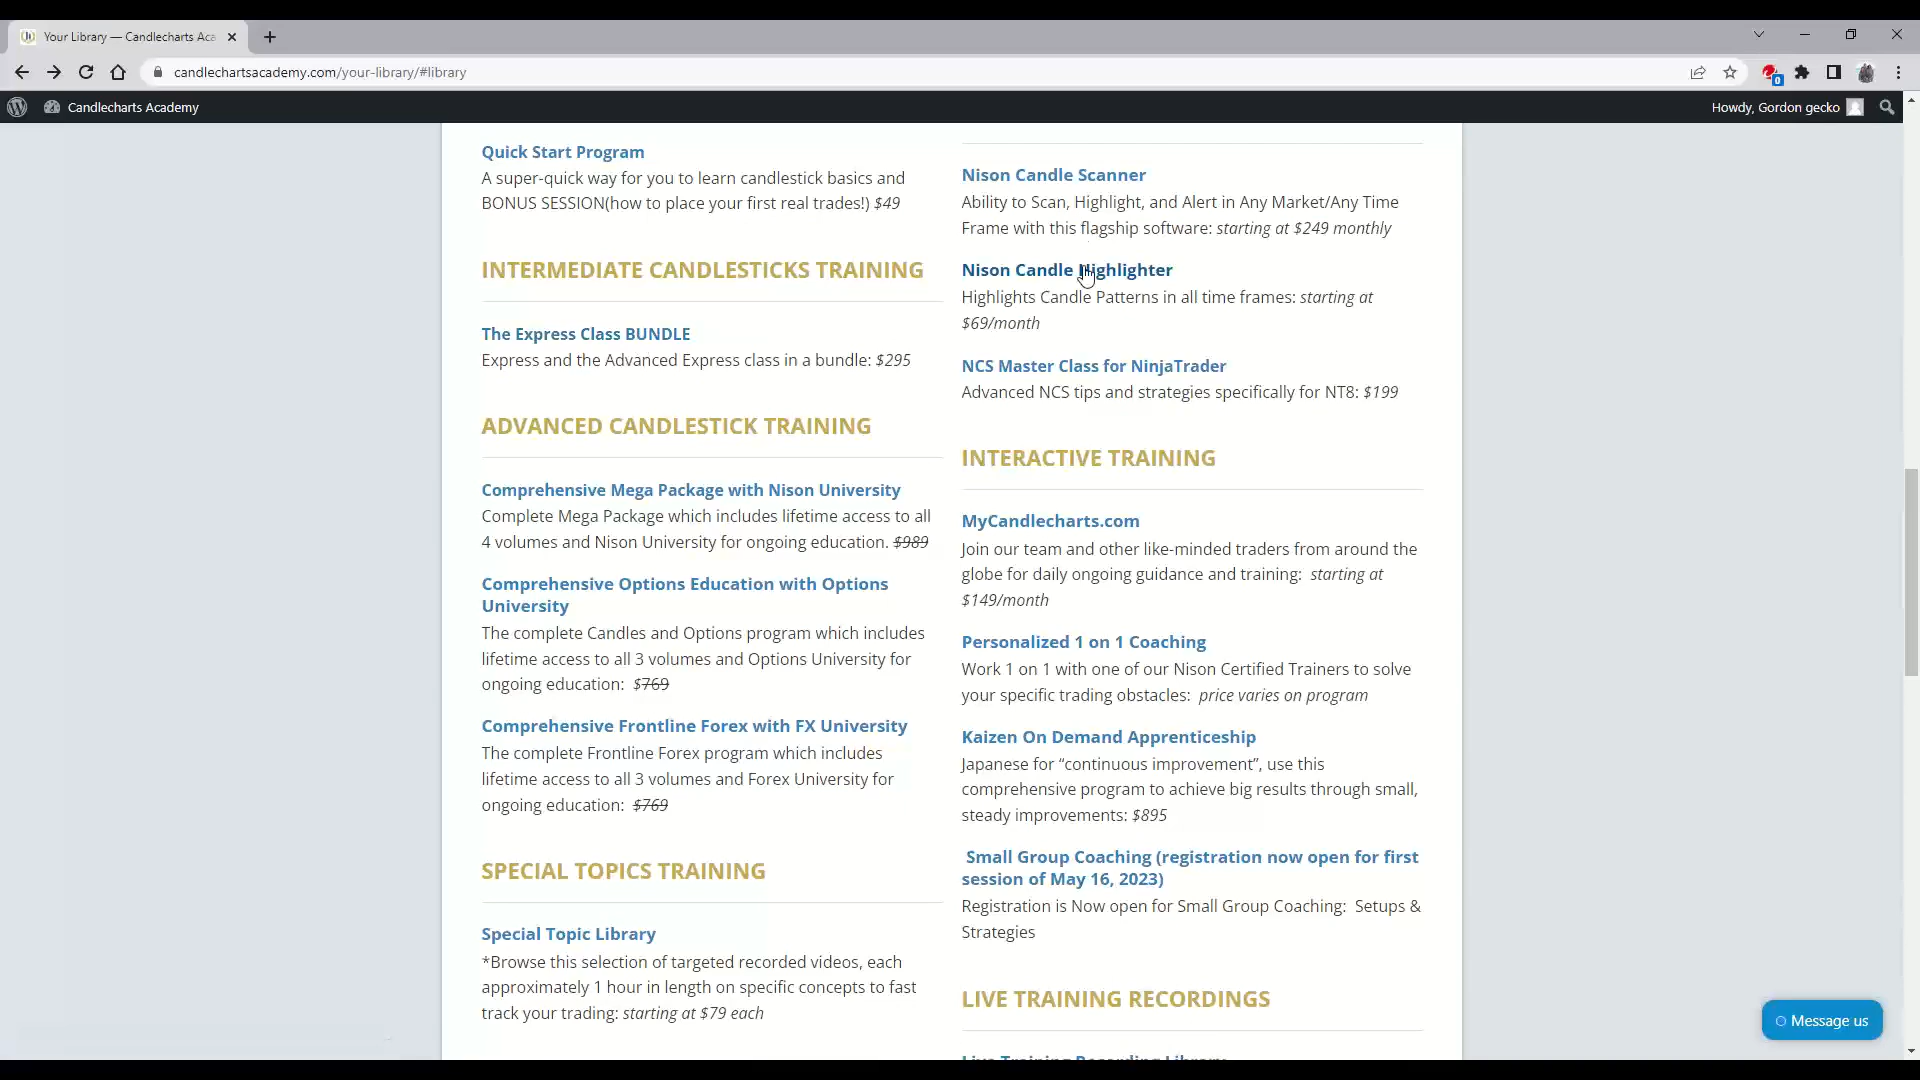 Your Library — Candlecharts Aca
candlechartsacademy.com/your-library/#library
0
Candlecharts Academy
Howdy, Gordon gecko
Quick Start Program
A super-quick way for you to learn candlestick basics and
BONUS SESSION(how to place your first real trades!) $49
INTERMEDIATE CANDLESTICKS TRAINING
The Express Class BUNDLE
Express and the Advanced Express class in a bundle: $295
ADVANCED CANDLESTICK TRAINING
Comprehensive Mega Package with Nison University
Complete Mega Package which includes lifetime access to all
4 volumes and Nison University for ongoing education. $989
Comprehensive Options Education with Options
University
The complete Candles and Options program which includes
lifetime access to all 3 volumes and Options University for
ongoing education: $769
Comprehensive Frontline Forex with FX University
The complete Frontline Forex program which includes
lifetime access to all 3 volumes and Forex University for
ongoing education: $769
SPECIAL TOPICS TRAINING
Special Topic Library
*Browse this selection of targeted recorded videos, each
approximately 1 hour in length on specific concepts to fast
track your trading: starting at $79 each
Nison Candle Scanner
Ability to Scan, Highlight, and Alert in Any Market/Any Time
Frame with this flagship software: starting at $249 monthly
Nison Candle Highlighter
Highlights Candle Patterns in all time frames: starting at
$69/month
NCS Master Class for NinjaTrader
Advanced NCS tips and strategies specifically for NT8: $199
INTERACTIVE TRAINING
MyCandlecharts.com
Join our team and other like-minded traders from around the
globe for daily ongoing guidance and training: starting at
$149/month
Personalized 1 on 1 Coaching
Work 1 on 1 with one of our Nison Certified Trainers to solve
your specific trading obstacles: price varies on program
Kaizen On Demand Apprenticeship
Japanese for “continuous improvement”, use this
comprehensive program to achieve big results through small,
steady improvements: $895
Small Group Coaching (registration now open for first
session of May 16, 2023)
Registration is Now open for Small Group Coaching: Setups &
Strategies
LIVE TRAINING RECORDINGS
Live Training Recording Library
Message us